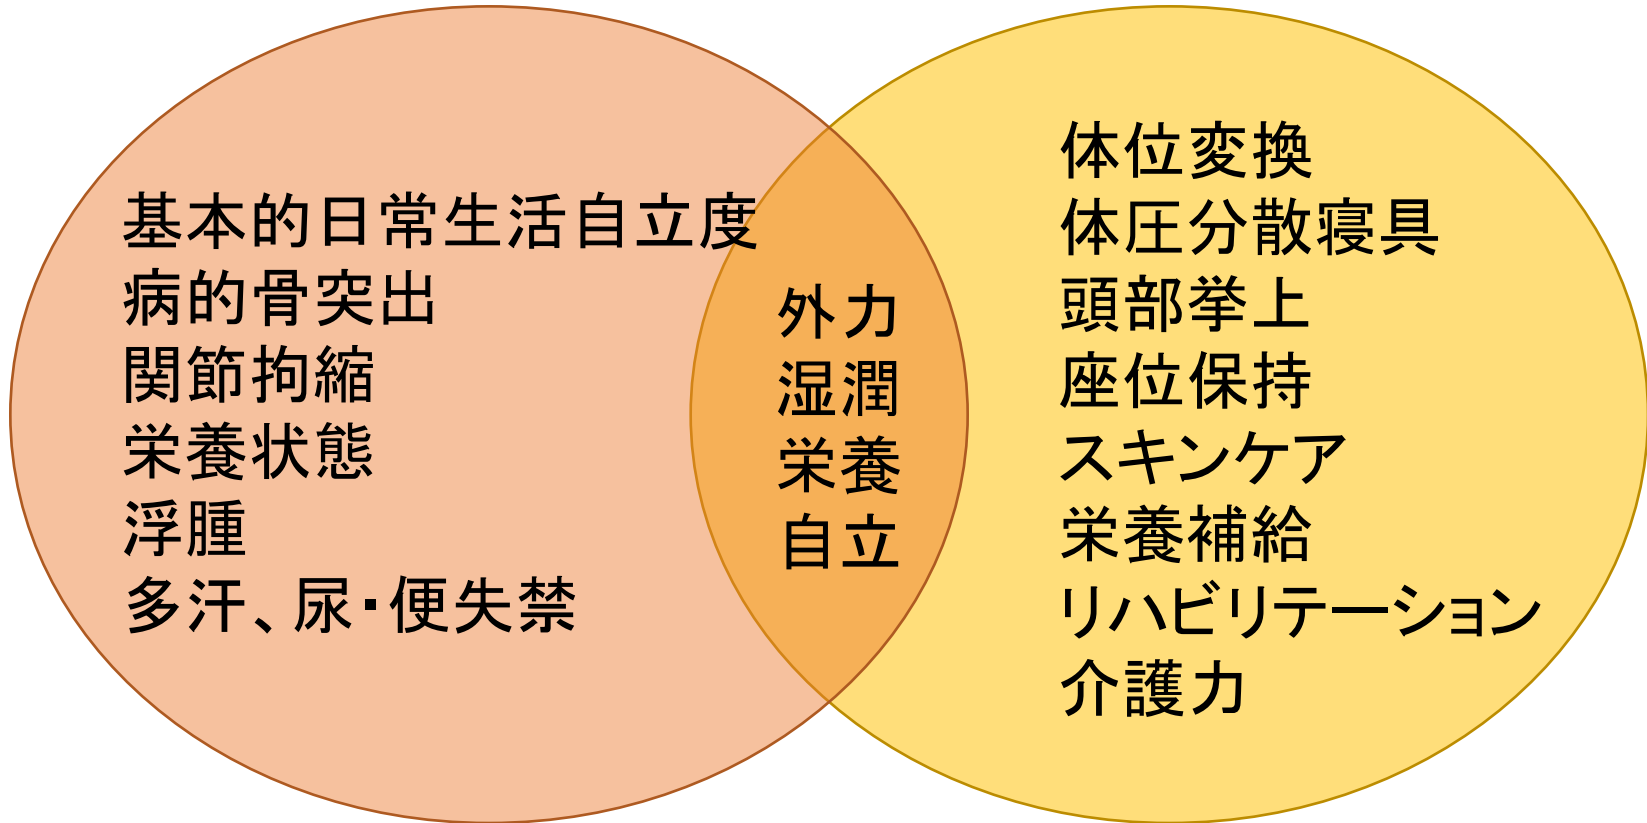 基本的日常生活自立度
病的骨突出
関節拘縮
栄養状態
浮腫
多汗、尿・便失禁
外力
湿潤
栄養
自立
体位変換
体圧分散寝具
頭部挙上
座位保持
スキンケア
栄養補給
リハビリテーション
介護力